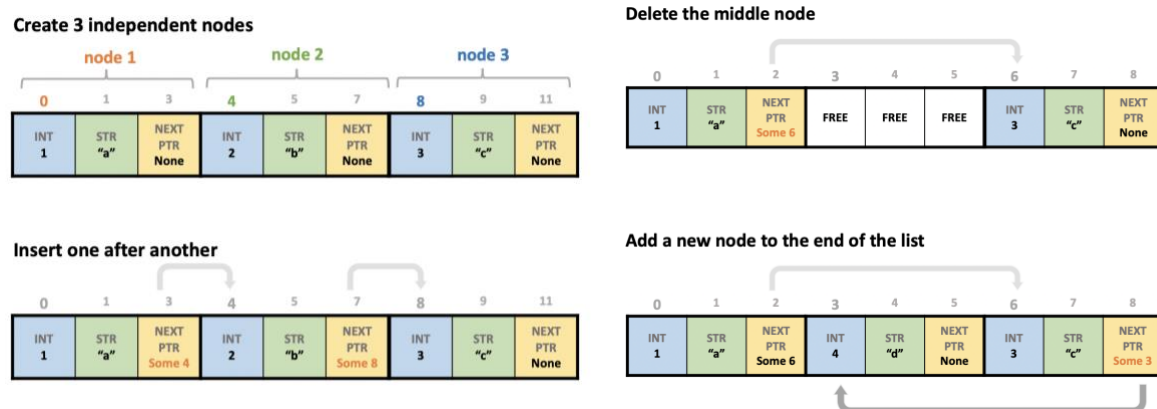 Create 3 independent nodes
node 1 node 2 node 3
0 1 3 4 5 7 8 9 11
INT STR NEXT PTR INT STR NEXT PTR INT STR NEXT PTR
1 "a" None 2 "b" None 3 "c" None
Insert one after another
0 1 3 4 5 7 8 9 11
INT STR NEXT PTR INT STR NEXT PTR INT STR NEXT PTR
1 "a" Some 4 2 "b" Some 8 3 "c" None
Delete the middle node
0 1 2 3 4 5 6 7 8
INT STR NEXT PTR FREE FREE FREE INT STR NEXT PTR
1 "a" Some 6 3 "c" None
Add a new node to the end of the list
0 1 2 3 4 5 6 7 8
INT STR NEXT PTR INT STR NEXT PTR INT STR NEXT PTR
1 "a" Some 6 4 "d" None 3 "c" Some 3